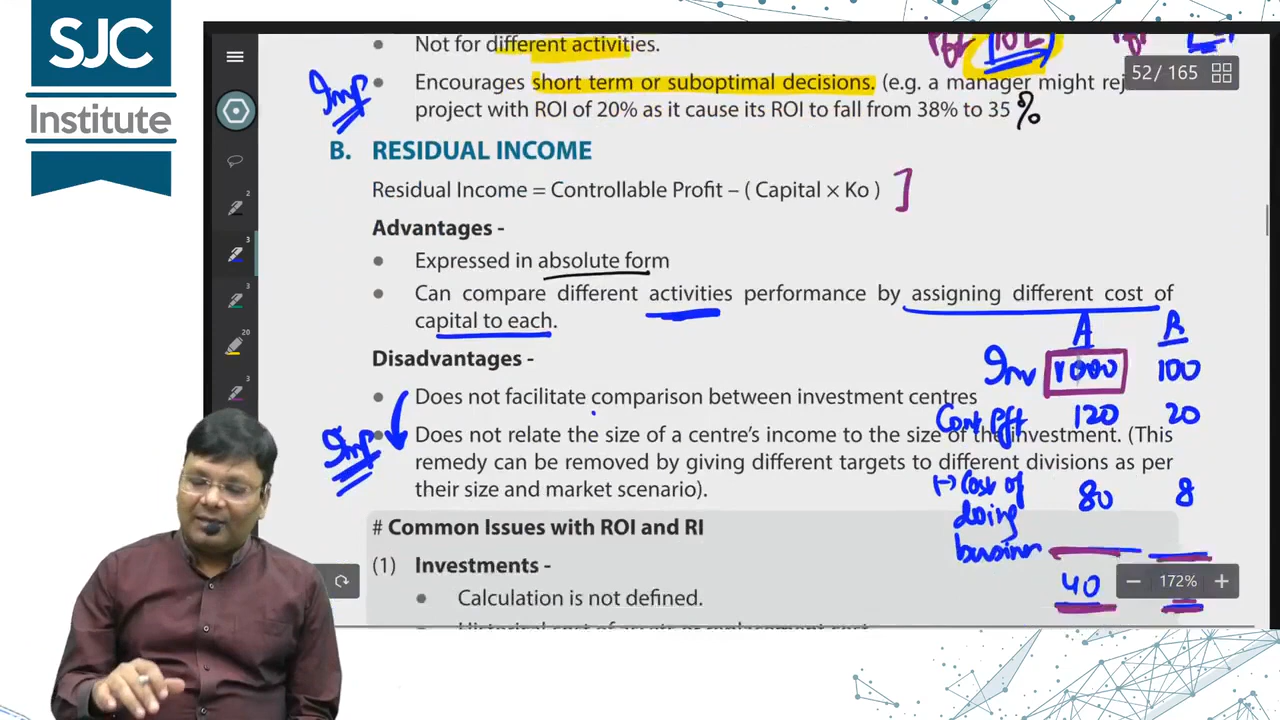 SJC
Institute
52 / 165
172%
• Not for different activities.
Imp
• Encourages short term or suboptimal decisions. (e.g. a manager might rej
project with ROI of 20% as it cause its ROI to fall from 38% to 35 %
B. RESIDUAL INCOME
Residual Income = Controllable Profit – ( Capital × Ko ) ]
Advantages -
• Expressed in absolute form
• Can compare different activities performance by assigning different cost of
capital to each.
A B
Disadvantages -
Inv 1000 100
• Does not facilitate comparison between investment centres
Cont Pft 120 20
Imp
• Does not relate the size of a centre's income to the size of the investment. (This
remedy can be removed by giving different targets to different divisions as per
their size and market scenario).
(-) Cost of 80 8
doing
business
40
# Common Issues with ROI and RI
(1) Investments -
• Calculation is not defined.